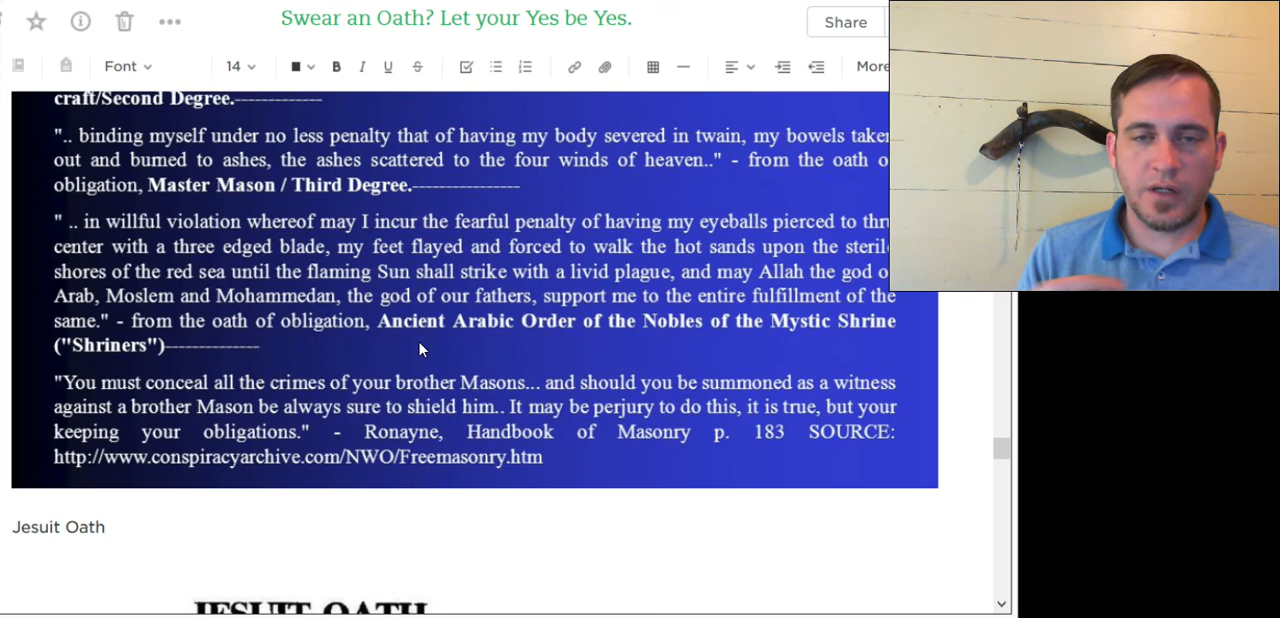 Swear an Oath? Let your Yes be Yes.
Share
Font
14
B
I
U
S
More
craft/Second Degree.-------------
".. binding myself under no less penalty that of having my body severed in twain, my bowels taken
out and burned to ashes, the ashes scattered to the four winds of heaven.." - from the oath o
obligation, Master Mason / Third Degree.----------------
" .. in willful violation whereof may I incur the fearful penalty of having my eyeballs pierced to thru
center with a three edged blade, my feet flayed and forced to walk the hot sands upon the steril
shores of the red sea until the flaming Sun shall strike with a livid plague, and may Allah the god o
Arab, Moslem and Mohammedan, the god of our fathers, support me to the entire fulfillment of the
same." - from the oath of obligation, Ancient Arabic Order of the Nobles of the Mystic Shrine
("Shriners")--------------
"You must conceal all the crimes of your brother Masons... and should you be summoned as a witness
against a brother Mason be always sure to shield him.. It may be perjury to do this, it is true, but your
keeping your obligations." - Ronayne, Handbook of Masonry p. 183 SOURCE:
http://www.conspiracyarchive.com/NWO/Freemasonry.htm
Jesuit Oath
JESUIT OATH